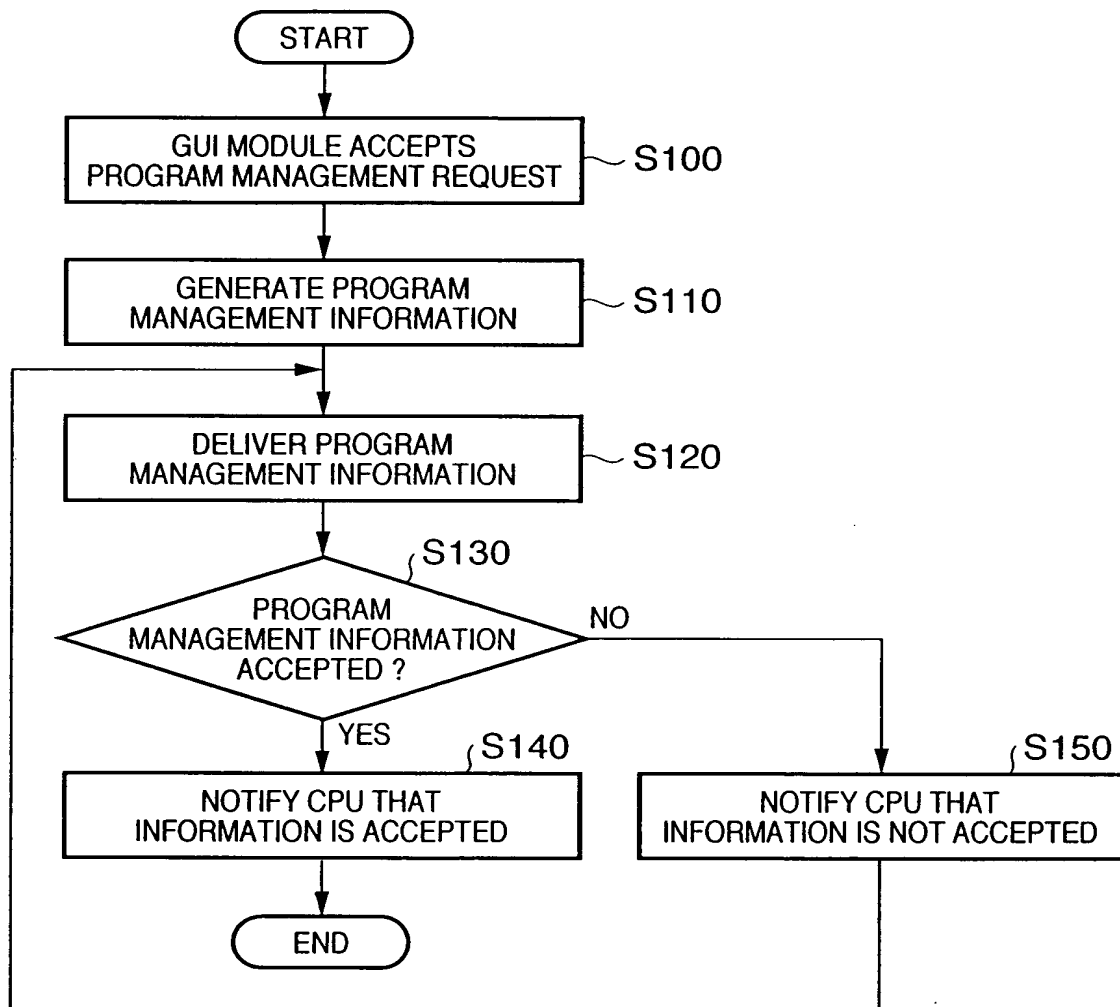 START
GUI MODULE ACCEPTS
PROGRAM MANAGEMENT REQUEST
S100
GENERATE PROGRAM
MANAGEMENT INFORMATION
S110
DELIVER PROGRAM
MANAGEMENT INFORMATION
S120
S130
PROGRAM
MANAGEMENT INFORMATION
ACCEPTED ?
NO
YES
S140
NOTIFY CPU THAT
INFORMATION IS ACCEPTED
S150
NOTIFY CPU THAT
INFORMATION IS NOT ACCEPTED
END